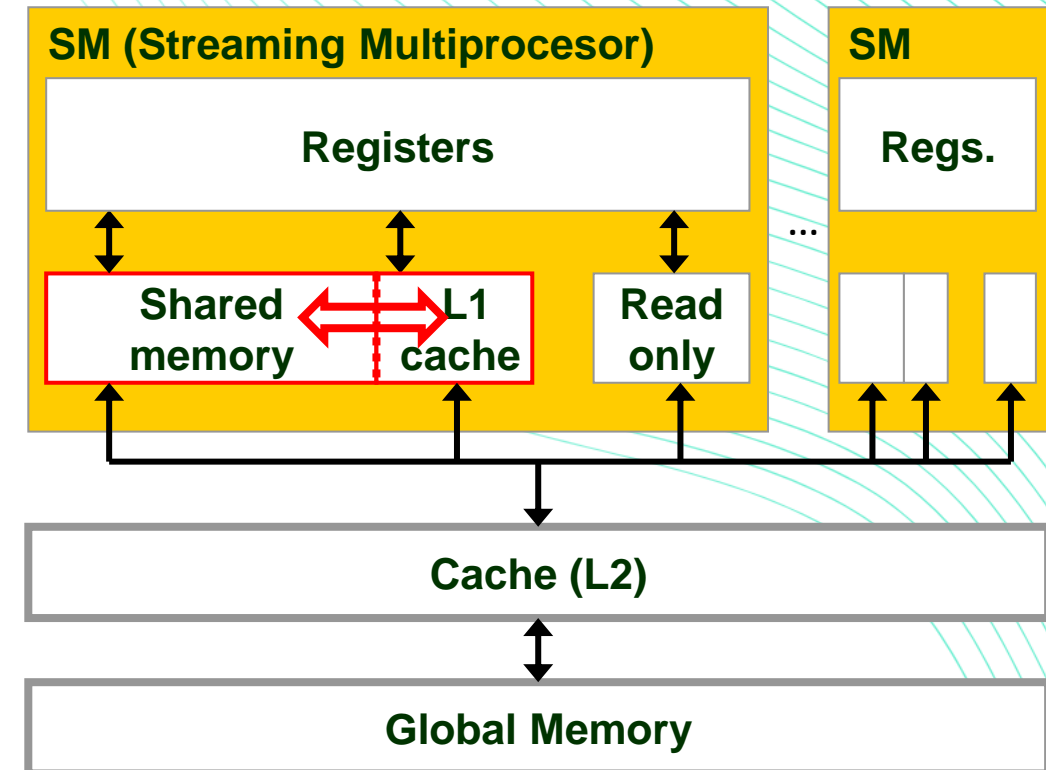 SM (Streaming Multiprocesor)
SM
Registers
Regs.
...
Shared
memory
L1
cache
Read
only
Cache (L2)
Global Memory